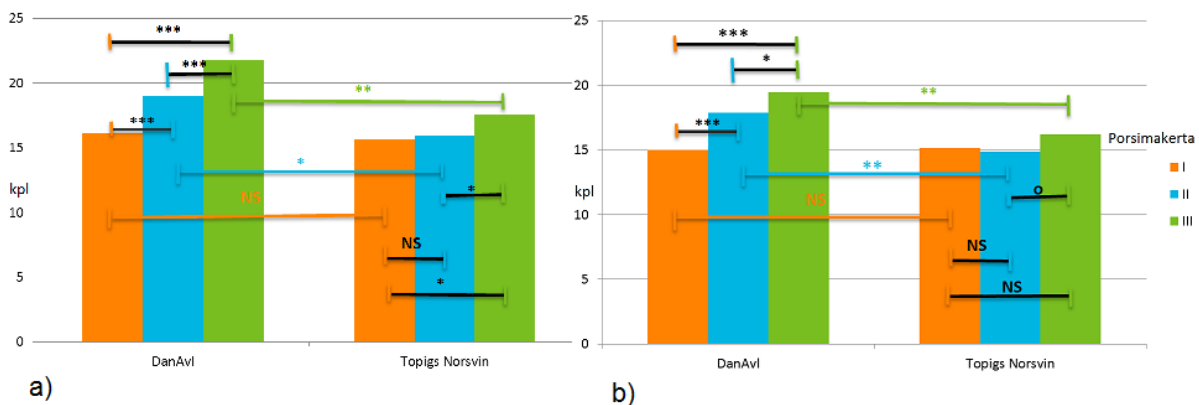 25
20
15
kpl
10
5
0
***
***
**
***
*
NS
*
NS
*
DanAvl
Topigs Norsvin
a)
25
20
15
kpl
10
5
0
***
*
**
***
**
NS
o
NS
NS
DanAvl
Topigs Norsvin
b)
Porsimakerta
I
II
III